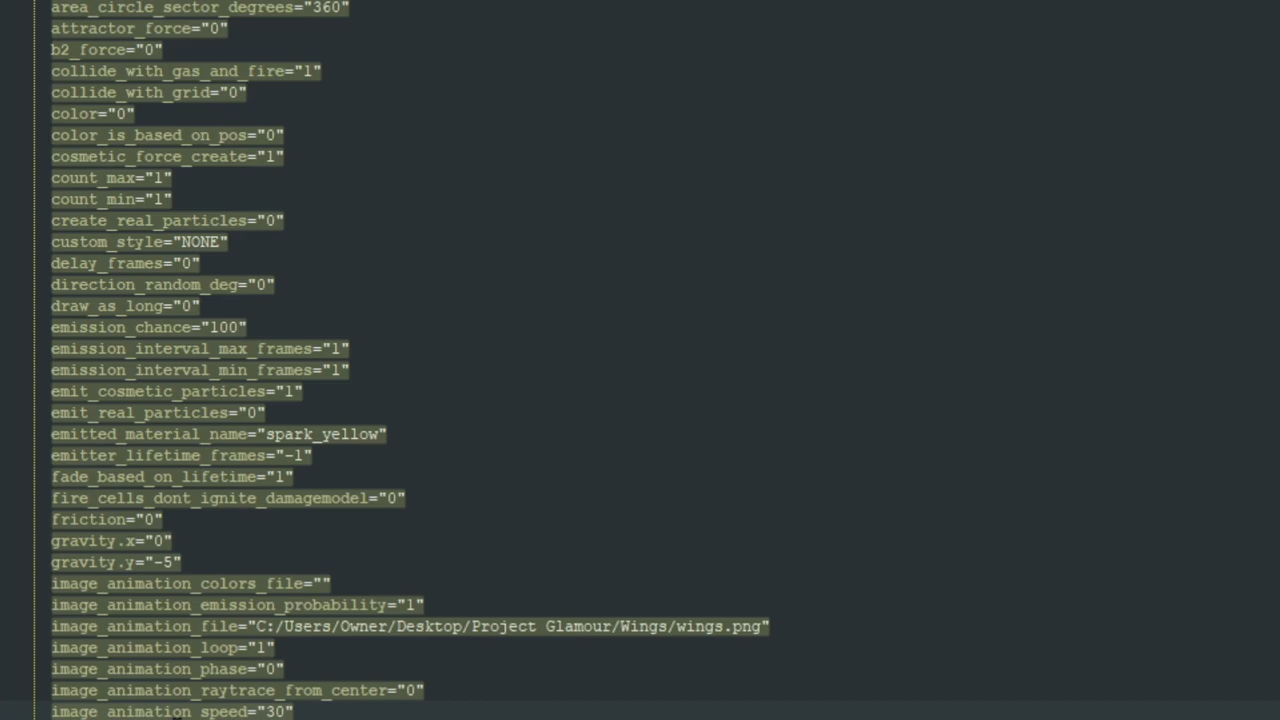 area_circle_sector_degrees="360"
attractor_force="0"
b2_force="0"
collide_with_gas_and_fire="1"
collide_with_grid="0"
color="0"
color_is_based_on_pos="0"
cosmetic_force_create="1"
count_max="1"
count_min="1"
create_real_particles="0"
custom_style="NONE"
delay_frames="0"
direction_random_deg="0"
draw_as_long="0"
emission_chance="100"
emission_interval_max_frames="1"
emission_interval_min_frames="1"
emit_cosmetic_particles="1"
emit_real_particles="0"
emitted_material_name="spark_yellow"
emitter_lifetime_frames="-1"
fade_based_on_lifetime="1"
fire_cells_dont_ignite_damagemodel="0"
friction="0"
gravity.x="0"
gravity.y="-5"
image_animation_colors_file=""
image_animation_emission_probability="1"
image_animation_file="C:/Users/Owner/Desktop/Project Glamour/Wings/wings.png"
image_animation_loop="1"
image_animation_phase="0"
image_animation_raytrace_from_center="0"
image_animation_speed="30"